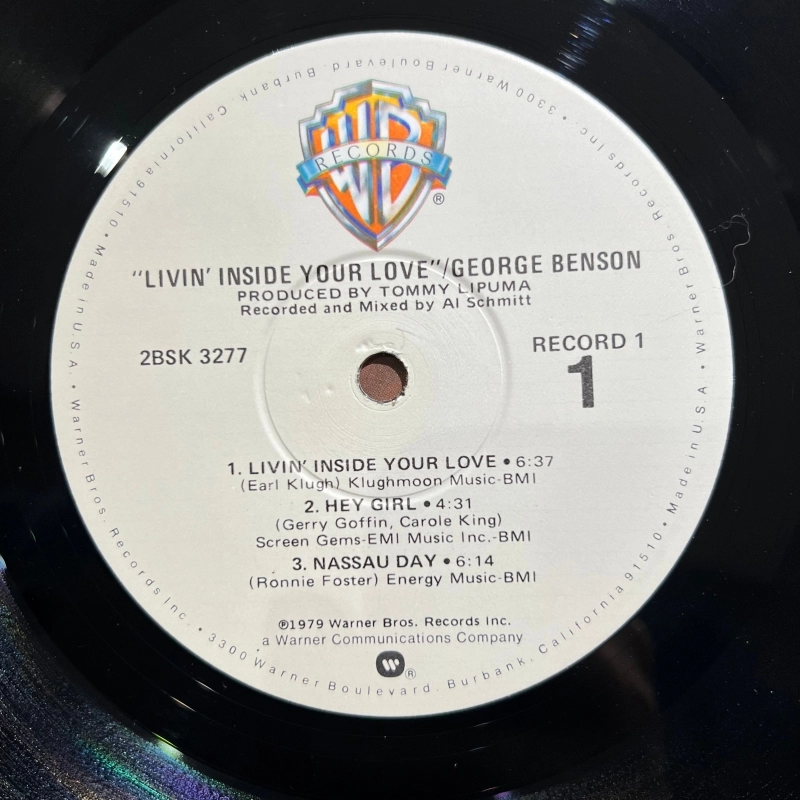 WB
RECORDS
®
"LIVIN' INSIDE YOUR LOVE"/GEORGE BENSON
PRODUCED BY TOMMY LIPUMA
Recorded and Mixed by Al Schmitt
2BSK 3277
RECORD 1
1
1. LIVIN' INSIDE YOUR LOVE • 6:37
(Earl Klugh) Klughmoon Music-BMI
2. HEY GIRL • 4:31
(Gerry Goffin, Carole King)
Screen Gems-EMI Music Inc.-BMI
3. NASSAU DAY • 6:14
(Ronnie Foster) Energy Music-BMI
℗1979 Warner Bros. Records Inc.
a Warner Communications Company
W®
Warner Bros. Records Inc. • 3300 Warner Boulevard. Burbank. California 91510 • Made in U.S.A. • Warner Bros. Records Inc. • 3300 Warner Boulevard. Burbank. California 91510 • Made in U.S.A •